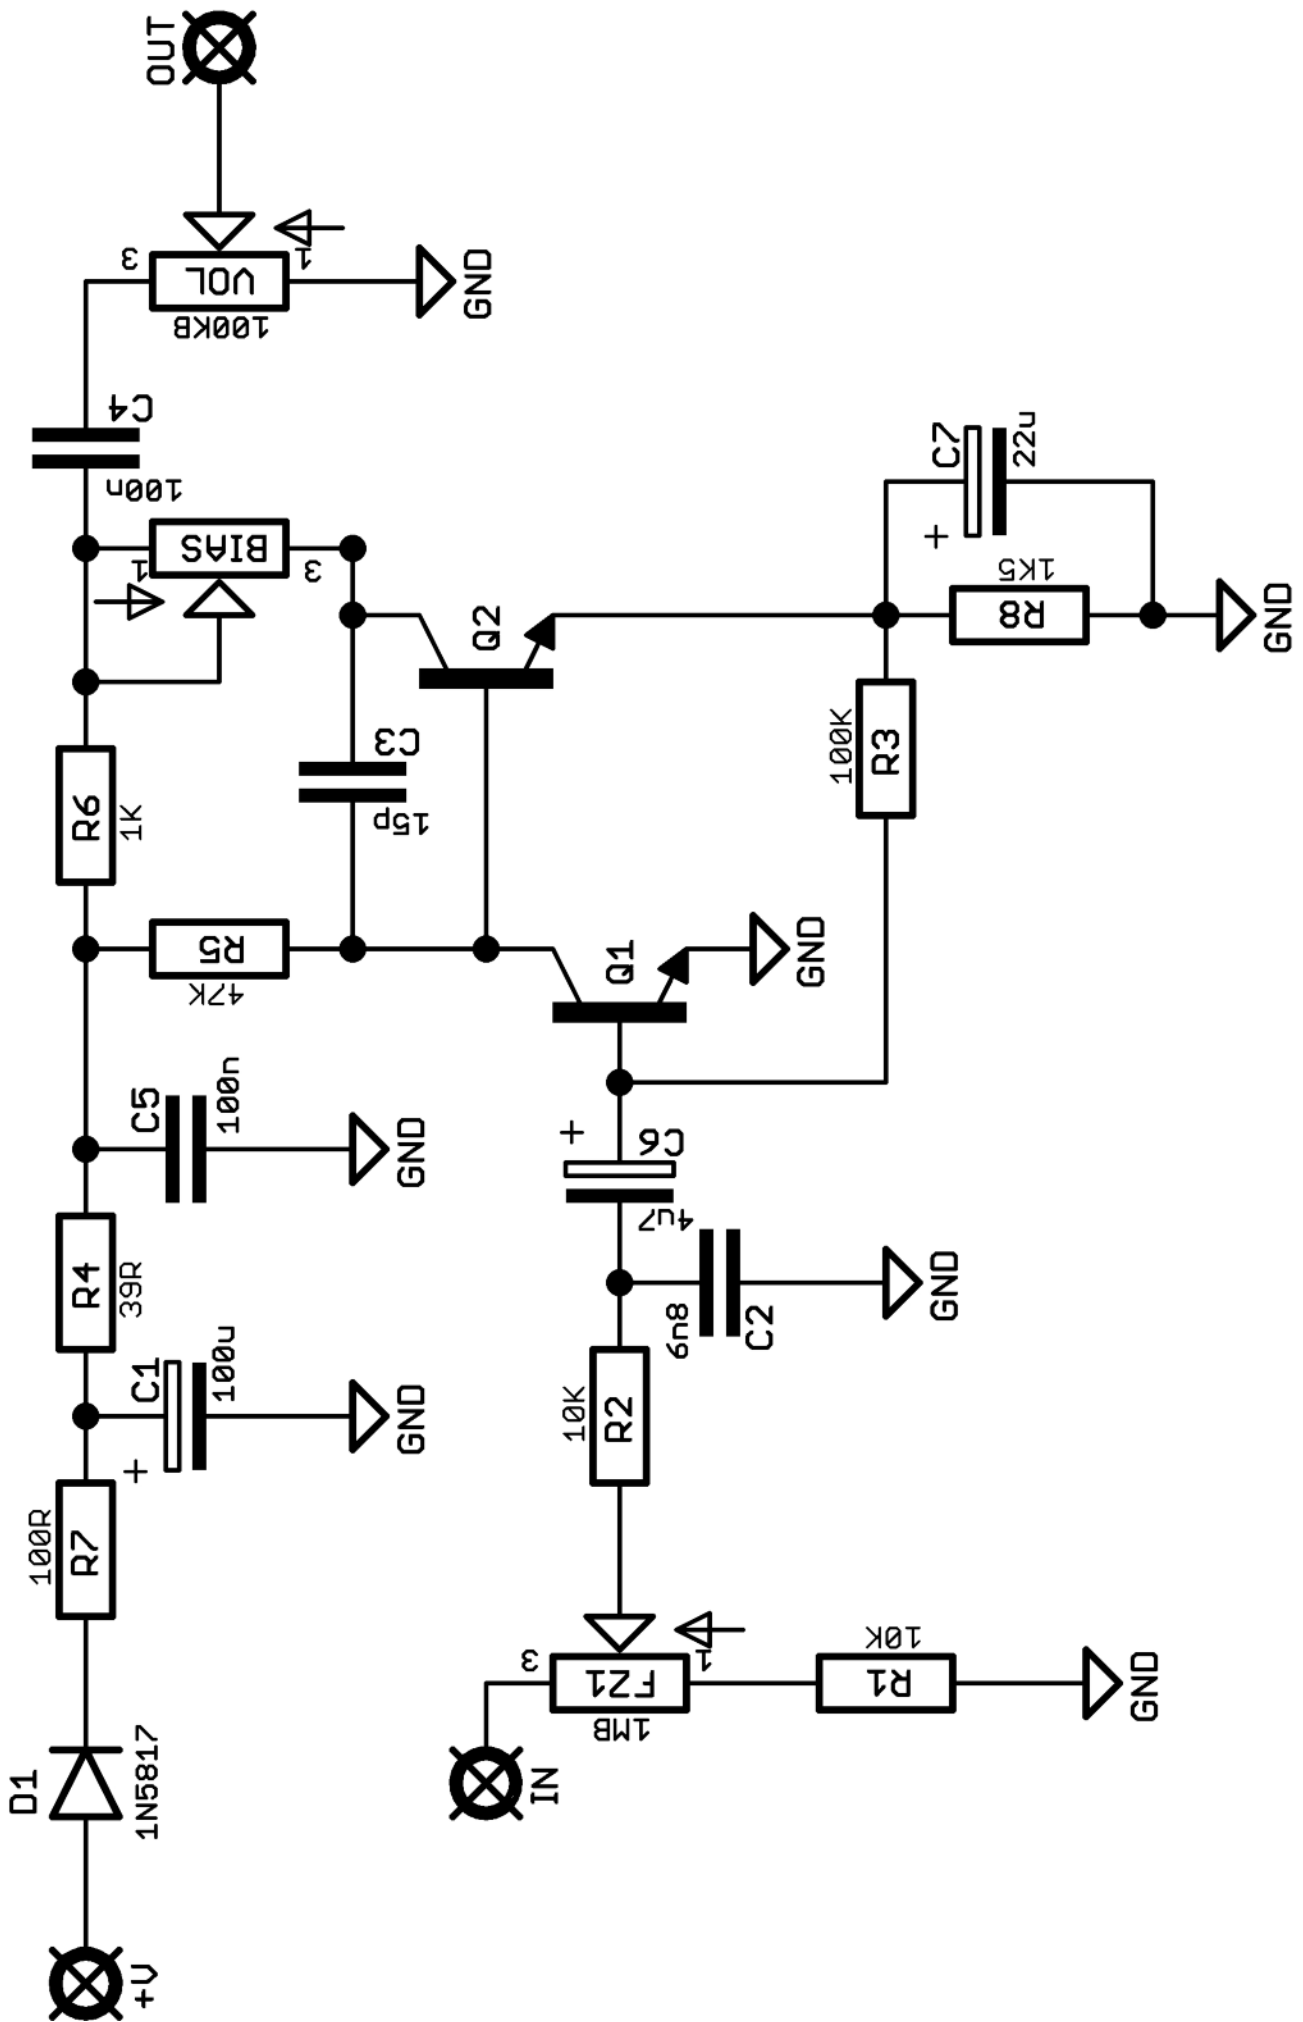 +V
D1
1N5817
100R
R7
C1
+
100u
GND
R4
39R
C5
100n
GND
R5
47K
R6
1K
C3
15p
1
BIAS
3
C4
100n
3
VOL
1
100KB
GND
OUT
IN
3
FZ1
1
1MB
R1
10K
GND
10K
R2
6n8
C2
GND
+
C6
4u7
Q1
GND
Q2
100K
R3
R8
1K5
C7
+
22u
GND